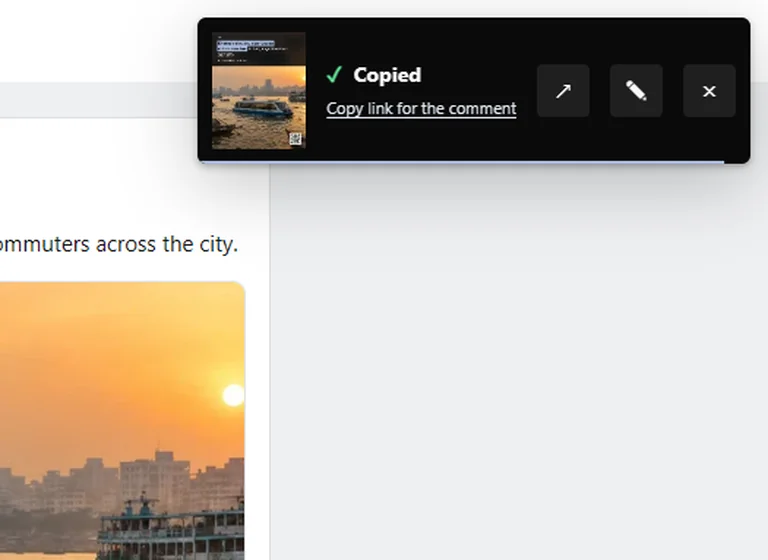 ✓ Copied
Copy link for the comment
ommuters across the city.